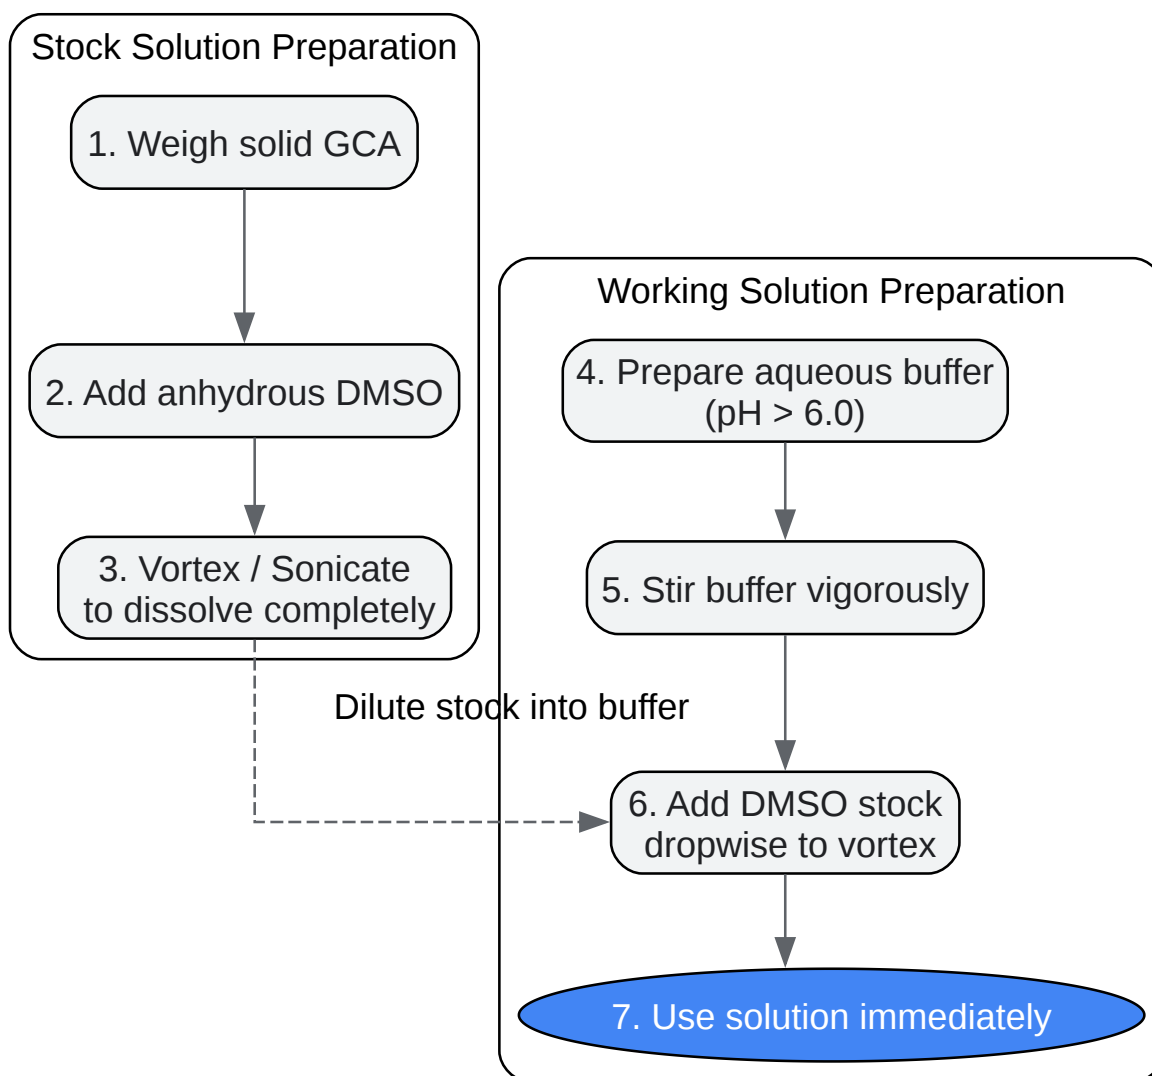 Stock Solution Preparation
1. Weigh solid GCA
2. Add anhydrous DMSO
3. Vortex / Sonicate
to dissolve completely
Dilute stock into buffer
Working Solution Preparation
4. Prepare aqueous buffer
(pH > 6.0)
5. Stir buffer vigorously
6. Add DMSO stock
dropwise to vortex
7. Use solution immediately